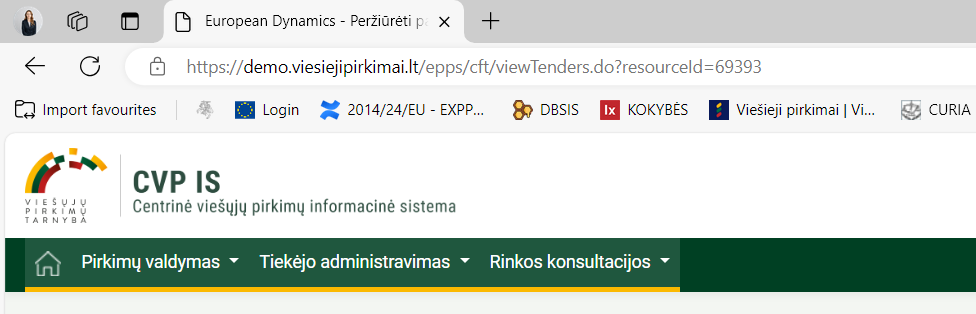 European Dynamics - Peržiūrėti pa
https://demo.viesiejipirkimai.lt/epps/cft/viewTenders.do?resourceId=69393
Import favourites Login 2014/24/EU - EXPP... DBSIS lx KOKYBĖS Viešieji pirkimai | Vi... CURIA
VIEŠŲJŲ
PIRKIMŲ
TARNYBA
CVP IS
Centrinė viešųjų pirkimų informacinė sistema
Pirkimų valdymas Tiekėjo administravimas Rinkos konsultacijos